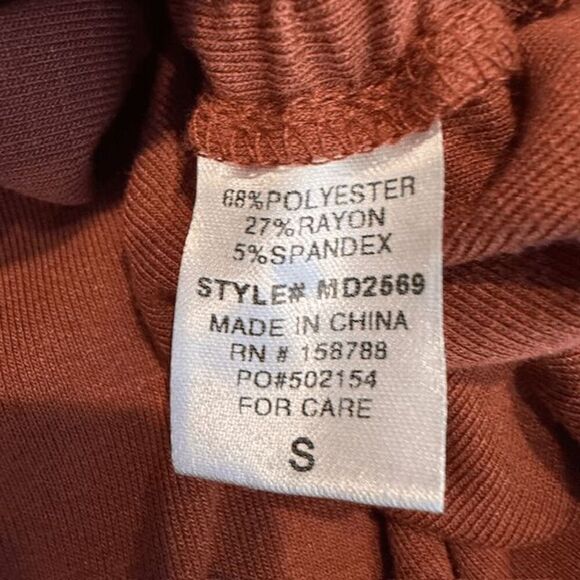 68%POLYESTER
27%RAYON
5%SPANDEX
STYLE# MD2569
MADE IN CHINA
RN # 158788
PO#502154
FOR CARE
S